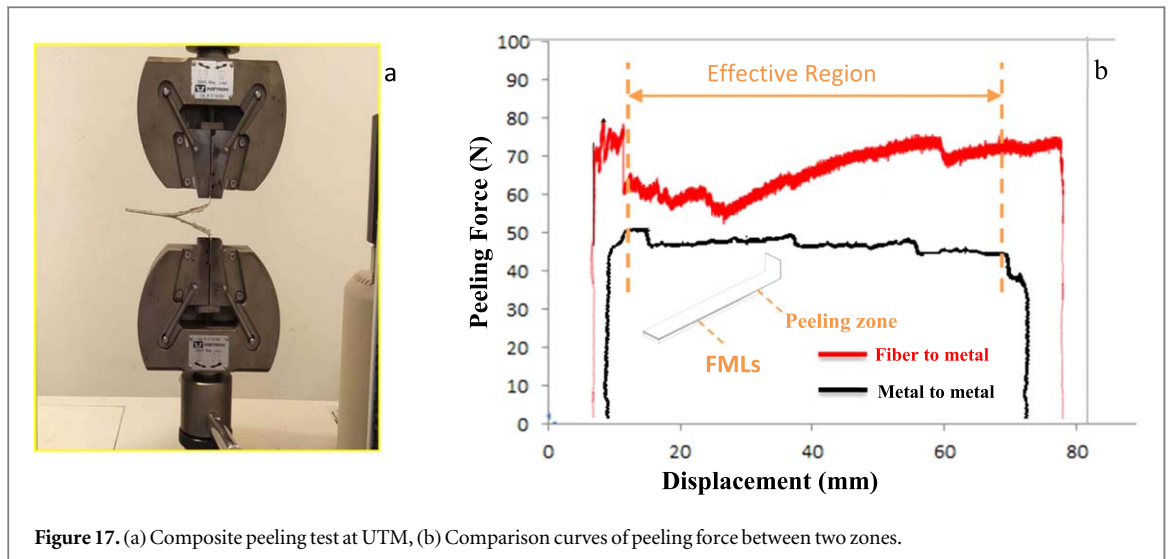 a
INSTRON
INSTRON
b
100
90
80
70
60
50
40
30
20
10
0
0
20
40
60
80
Peeling Force (N)
Displacement (mm)
Effective Region
Peeling zone
FMLs
Fiber to metal
Metal to metal
Figure 17. (a) Composite peeling test at UTM, (b) Comparison curves of peeling force between two zones.